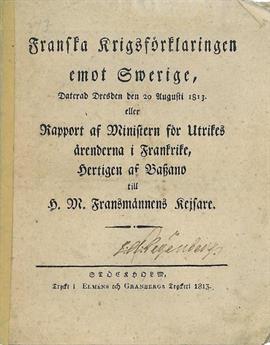 Franska Krigsförklaringen
emot Swerige,
Daterad Dresden den 20 Augusti 1813.
eller
Rapport af Ministern för Utrikes
ärenderna i Frankrike,
Hertigen af Baßano
till
H. M. Fransmännens Kejsare.
STOCKHOLM,
Tryckt i ELMÉNS och GRANBERGS Tryckeri 1813.